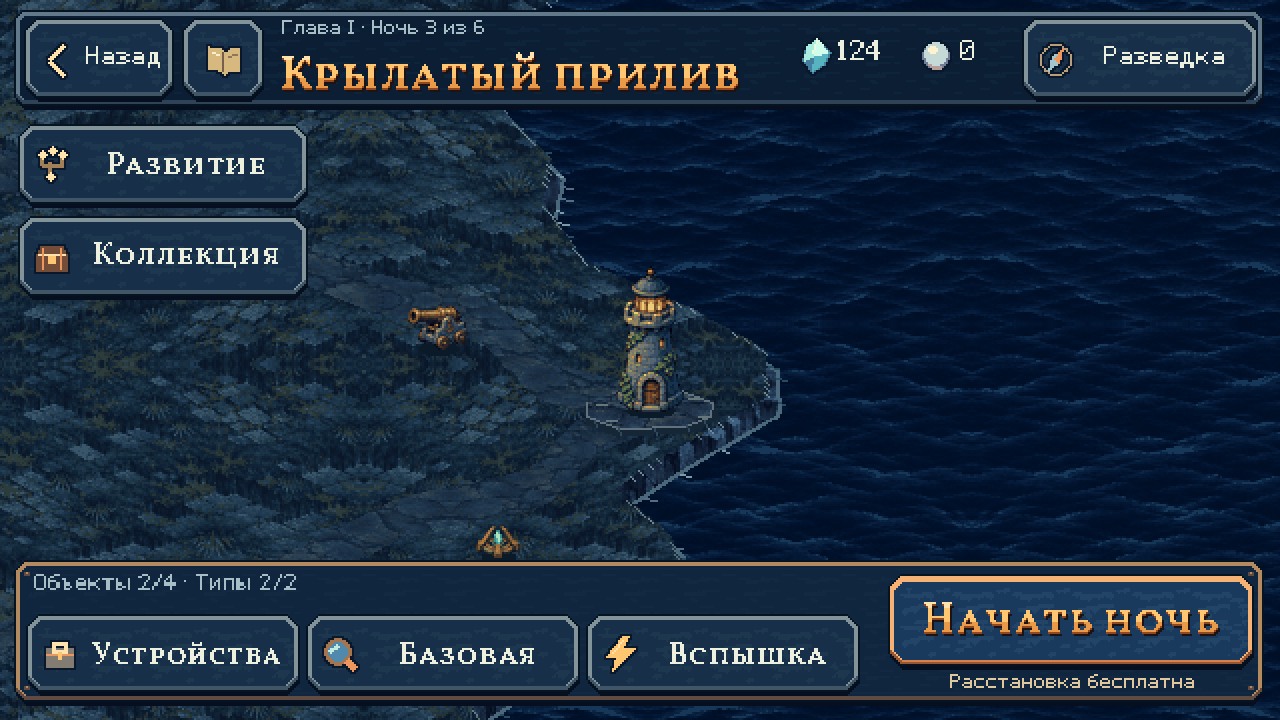 Назад
Глава I · Ночь 3 из 6
Крылатый прилив
124
0
Разведка
Развитие
Коллекция
Объекты 2/4 · Типы 2/2
Устройства
Базовая
Вспышка
Начать ночь
Расстановка бесплатна